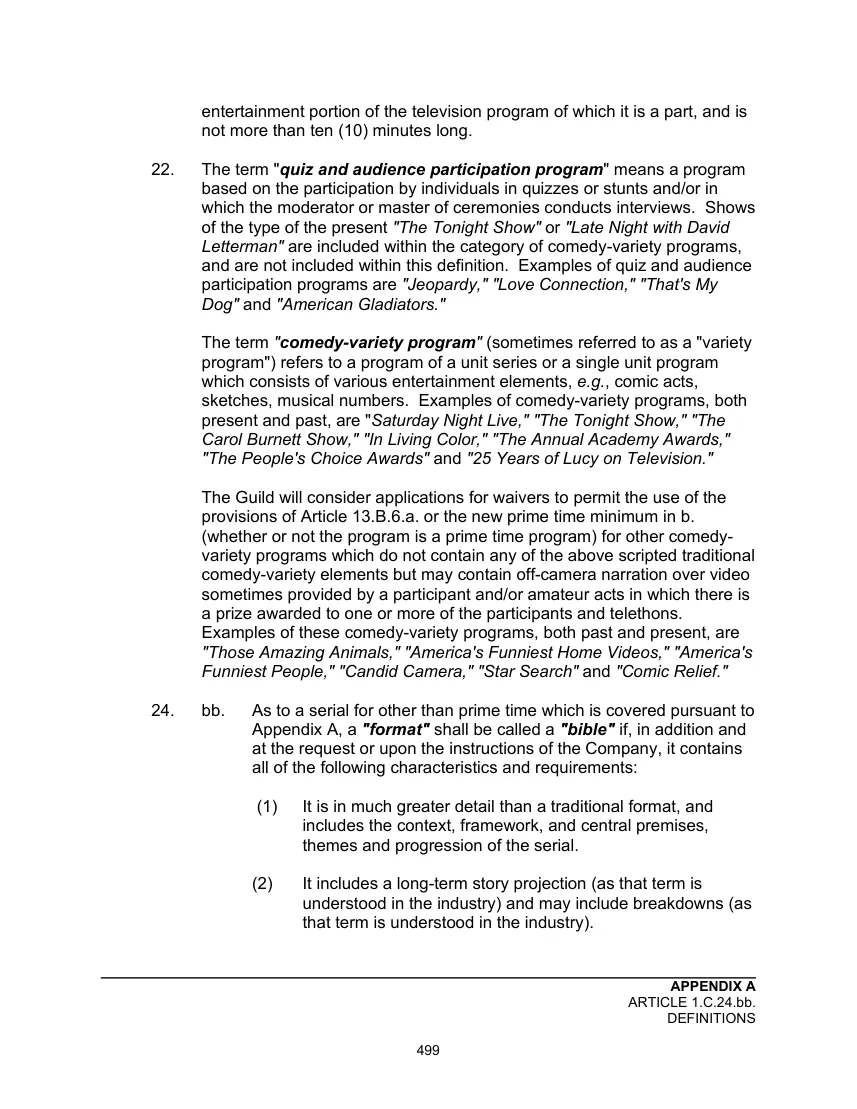 entertainment portion of the television program of which it is a part, and is
not more than ten (10) minutes long.
22. The term "quiz and audience participation program" means a program
based on the participation by individuals in quizzes or stunts and/or in
which the moderator or master of ceremonies conducts interviews. Shows
of the type of the present "The Tonight Show" or "Late Night with David
Letterman" are included within the category of comedy-variety programs,
and are not included within this definition. Examples of quiz and audience
participation programs are "Jeopardy," "Love Connection," "That's My
Dog" and "American Gladiators."
The term "comedy-variety program" (sometimes referred to as a "variety
program") refers to a program of a unit series or a single unit program
which consists of various entertainment elements, e.g., comic acts,
sketches, musical numbers. Examples of comedy-variety programs, both
present and past, are "Saturday Night Live," "The Tonight Show," "The
Carol Burnett Show," "In Living Color," "The Annual Academy Awards,"
"The People's Choice Awards" and "25 Years of Lucy on Television."
The Guild will consider applications for waivers to permit the use of the
provisions of Article 13.B.6.a. or the new prime time minimum in b.
(whether or not the program is a prime time program) for other comedy-
variety programs which do not contain any of the above scripted traditional
comedy-variety elements but may contain off-camera narration over video
sometimes provided by a participant and/or amateur acts in which there is
a prize awarded to one or more of the participants and telethons.
Examples of these comedy-variety programs, both past and present, are
"Those Amazing Animals," "America's Funniest Home Videos," "America's
Funniest People," "Candid Camera," "Star Search" and "Comic Relief."
24. bb. As to a serial for other than prime time which is covered pursuant to
Appendix A, a "format" shall be called a "bible" if, in addition and
at the request or upon the instructions of the Company, it contains
all of the following characteristics and requirements:
(1) It is in much greater detail than a traditional format, and
includes the context, framework, and central premises,
themes and progression of the serial.
(2) It includes a long-term story projection (as that term is
understood in the industry) and may include breakdowns (as
that term is understood in the industry).
APPENDIX A
ARTICLE 1.C.24.bb.
DEFINITIONS
499